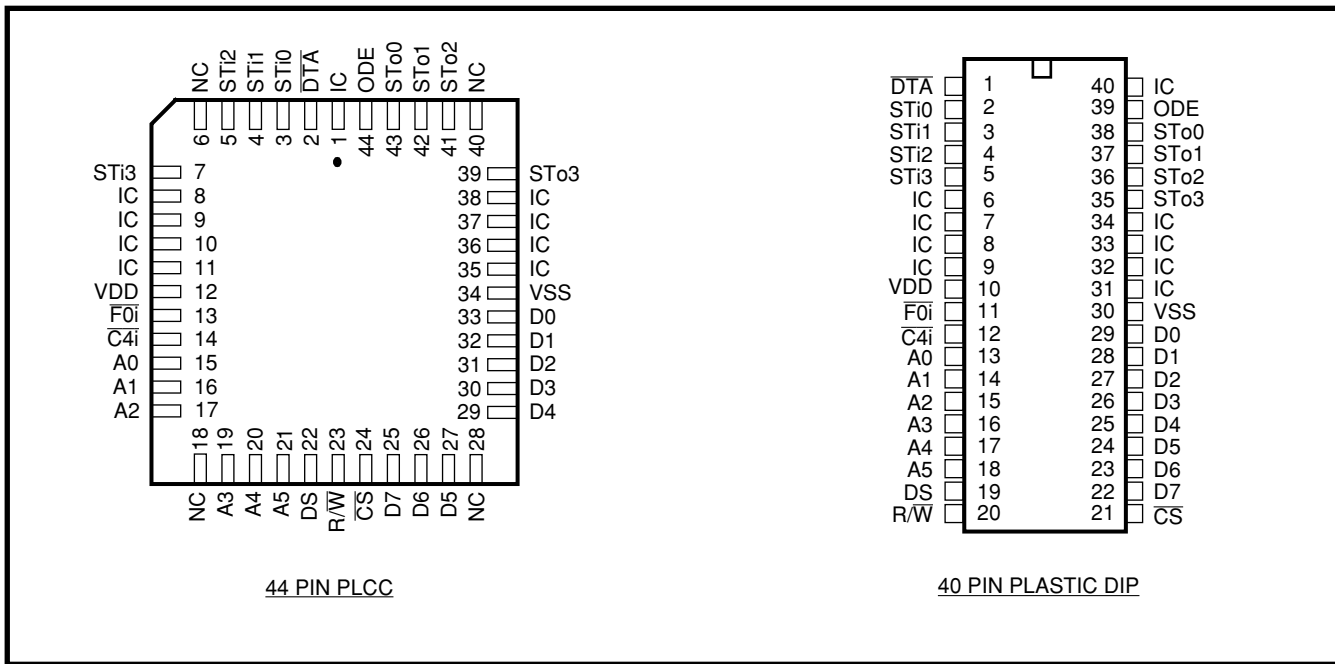 NC STi2 STi1 STi0 D̅T̅A̅ IC ODE STo0 STo1 STo2 NC
6 5 4 3 2 1 44 43 42 41 40
STi3 7
IC 8
IC 9
IC 10
IC 11
VDD 12
F̅0̅i̅ 13
C̅4̅i̅ 14
A0 15
A1 16
A2 17
39 STo3
38 IC
37 IC
36 IC
35 IC
34 VSS
33 D0
32 D1
31 D2
30 D3
29 D4
18 19 20 21 22 23 24 25 26 27 28
NC A3 A4 A5 DS R/W̅ C̅S̅ D7 D6 D5 NC
44 PIN PLCC
D̅T̅A̅ 1 40 IC
STi0 2 39 ODE
STi1 3 38 STo0
STi2 4 37 STo1
STi3 5 36 STo2
IC 6 35 STo3
IC 7 34 IC
IC 8 33 IC
IC 9 32 IC
VDD 10 31 IC
F̅0̅i̅ 11 30 VSS
C̅4̅i̅ 12 29 D0
A0 13 28 D1
A1 14 27 D2
A2 15 26 D3
A3 16 25 D4
A4 17 24 D5
A5 18 23 D6
DS 19 22 D7
R/W̅ 20 21 C̅S̅
40 PIN PLASTIC DIP